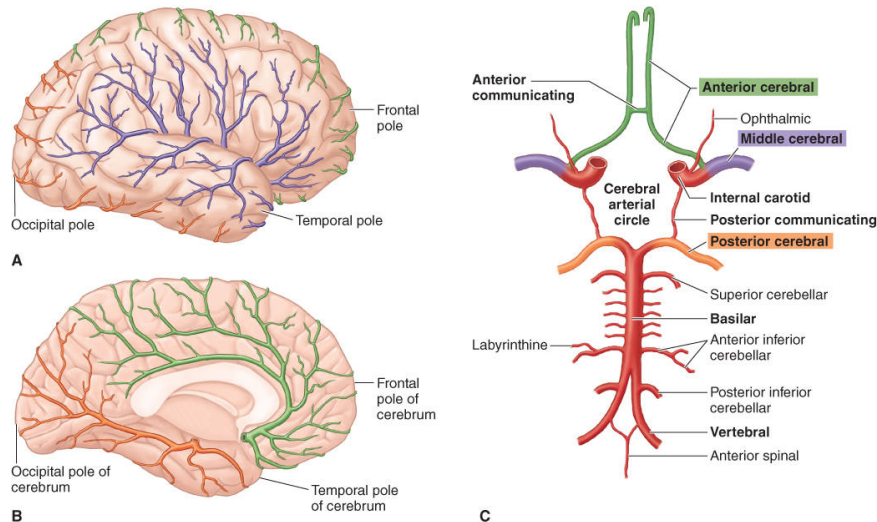 Frontal
pole
Temporal pole
Occipital pole
A
Frontal
pole of
cerebrum
Occipital pole of
cerebrum
Temporal pole
of cerebrum
B
Anterior
communicating
Anterior cerebral
Ophthalmic
Middle cerebral
Cerebral
arterial
circle
Internal carotid
Posterior communicating
Posterior cerebral
Superior cerebellar
Basilar
Labyrinthine
Anterior inferior
cerebellar
Posterior inferior
cerebellar
Vertebral
Anterior spinal
C